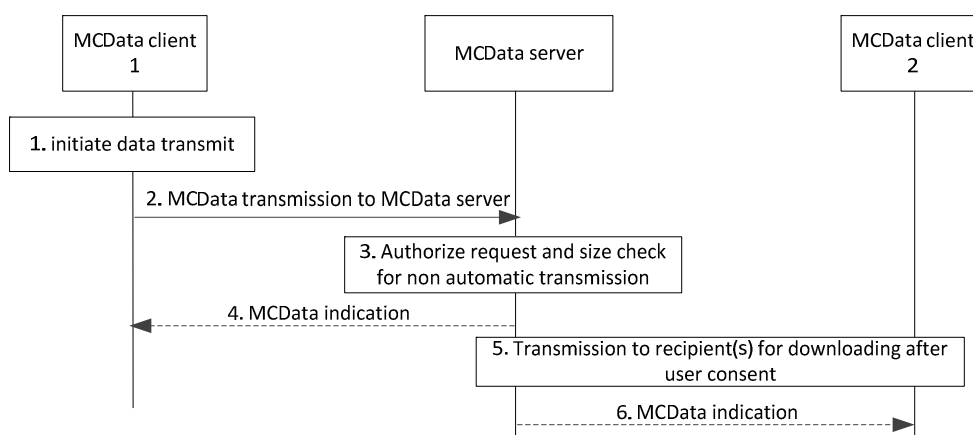 MCData client
1
MCData server
MCData client
2
1. initiate data transmit
2. MCData transmission to MCData server
3. Authorize request and size check
for non automatic transmission
4. MCData indication
5. Transmission to recipient(s) for downloading after
user consent
6. MCData indication